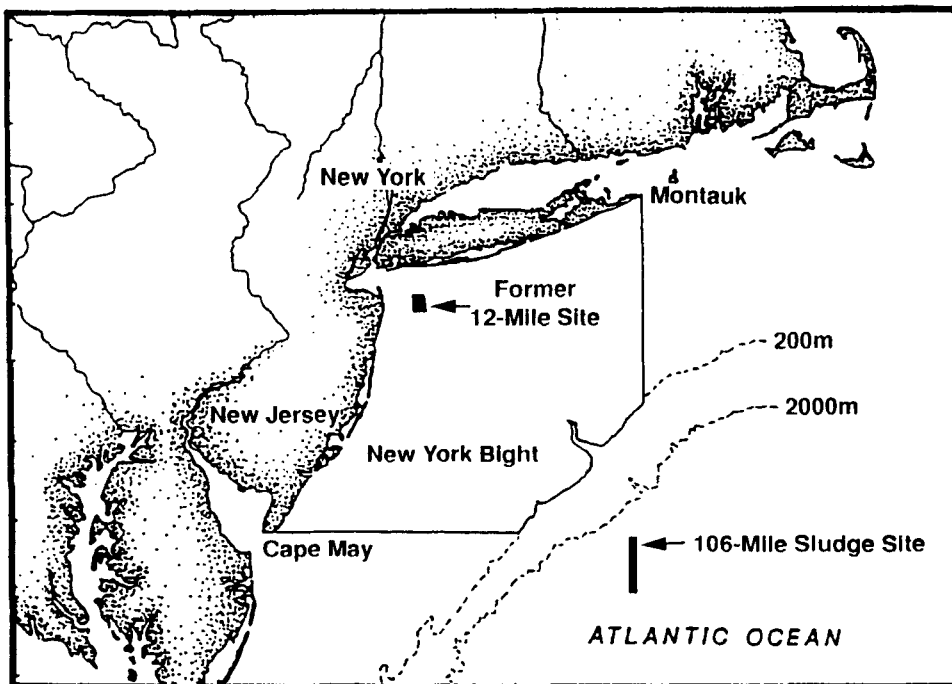 New York
Montauk
Former
12-Mile Site
200m
2000m
New Jersey
New York Bight
Cape May
106-Mile Sludge Site
ATLANTIC OCEAN